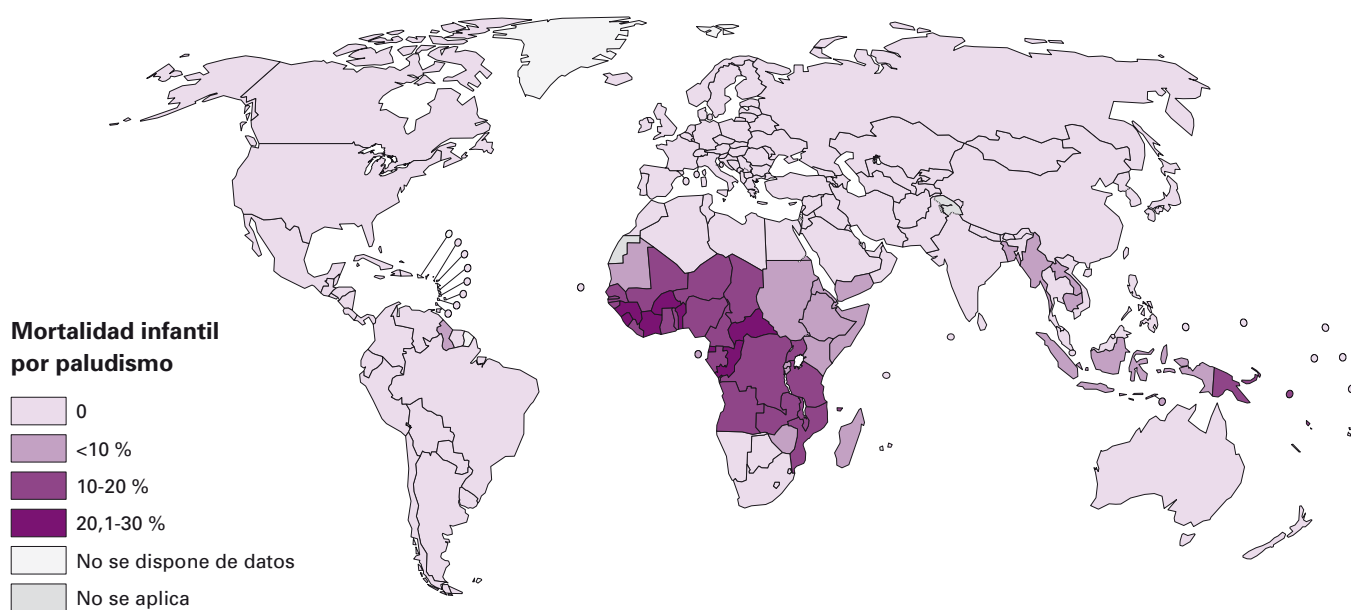 Mortalidad infantil
por paludismo
0
<10 %
10-20 %
20,1-30 %
No se dispone de datos
No se aplica